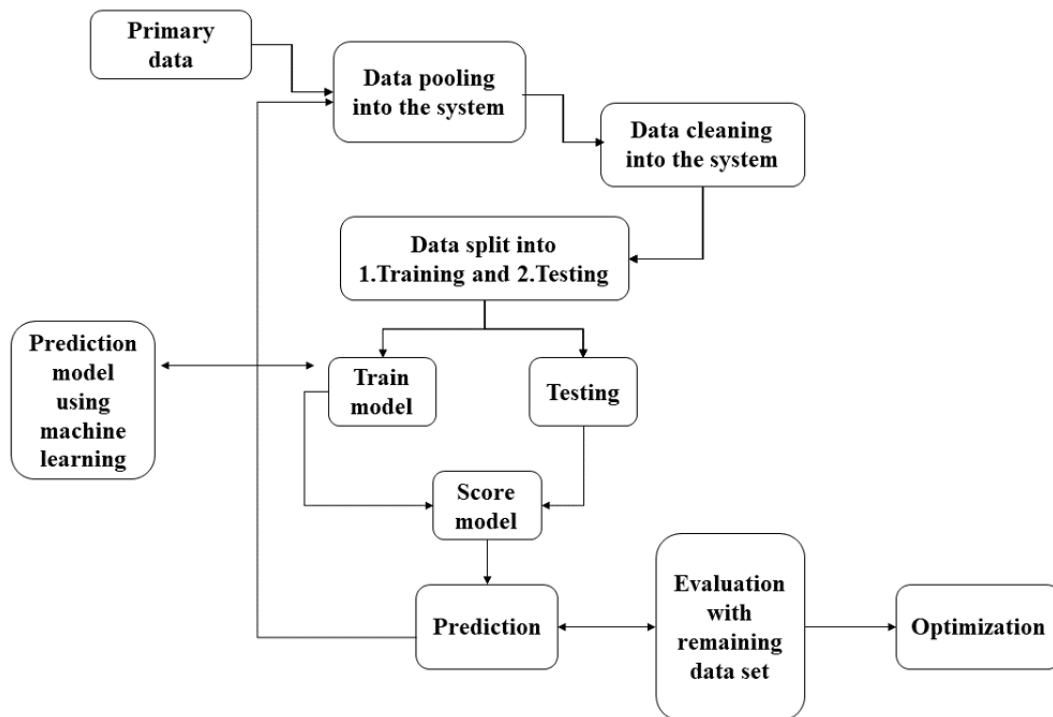 Primary
data
Data pooling
into the system
Data cleaning
into the system
Data split into
1.Training and 2.Testing
Prediction
model
using
machine
learning
Train
model
Testing
Score
model
Prediction
Evaluation
with
remaining
data set
Optimization